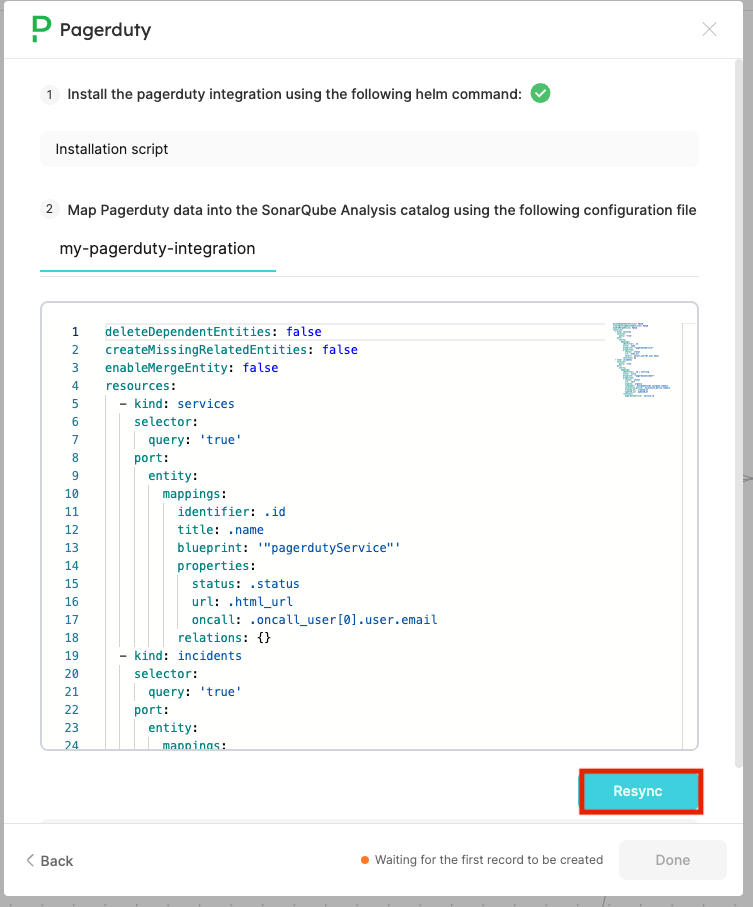 Pagerduty
1 Install the pagerduty integration using the following helm command:
Installation script
2 Map Pagerduty data into the SonarQube Analysis catalog using the following configuration file
my-pagerduty-integration
1 deleteDependentEntities: false
2 createMissingRelatedEntities: false
3 enableMergeEntity: false
4 resources:
5 - kind: services
6 selector:
7 query: 'true'
8 port:
9 entity:
10 mappings:
11 identifier: .id
12 title: .name
13 blueprint: '"pagerdutyService"'
14 properties:
15 status: .status
16 url: .html_url
17 oncall: .oncall_user[0].user.email
18 relations: {}
19 - kind: incidents
20 selector:
21 query: 'true'
22 port:
23 entity:
24 mappings:
Resync
Back
Waiting for the first record to be created
Done